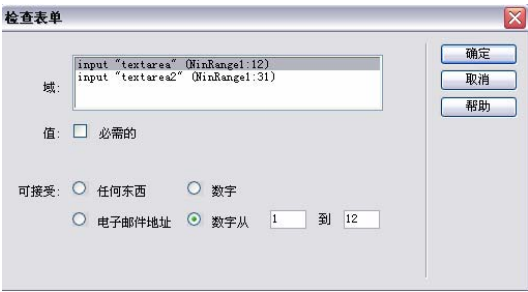 检查表单
域:
input "textarea" (NinRange1:12)
input "textarea2" (NinRange1:31)
确定
取消
帮助
值: 必需的
可接受: 任何东西 数字
电子邮件地址 数字从 1 到 12